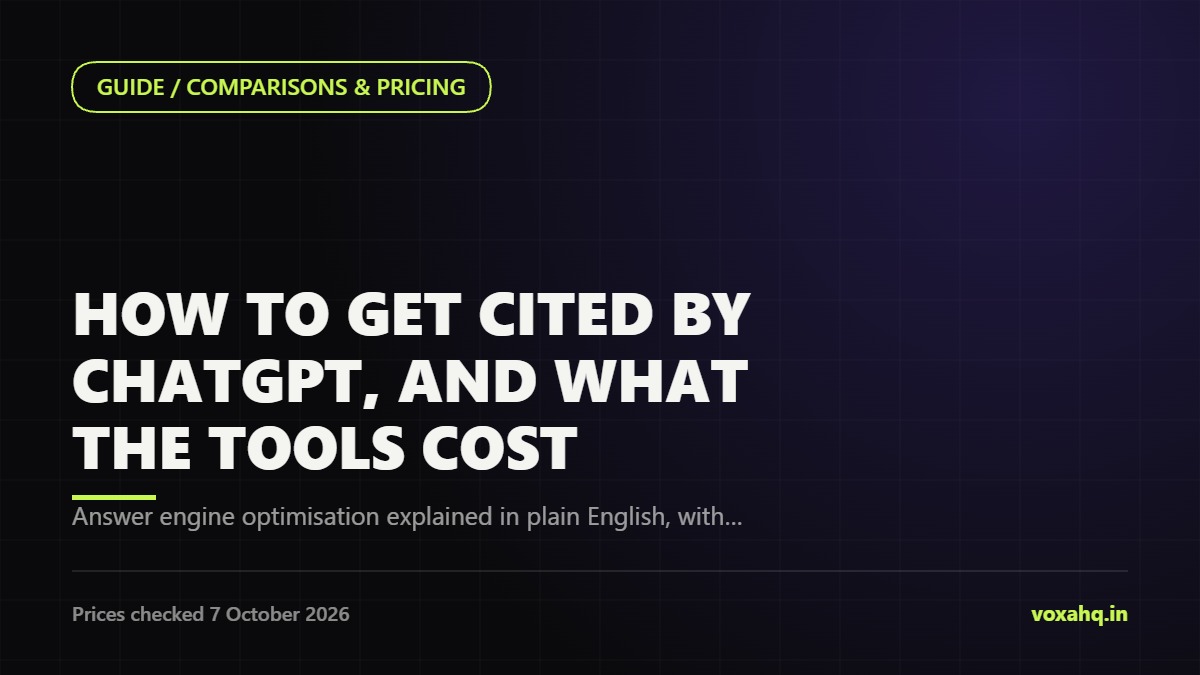 GUIDE / COMPARISONS & PRICING
HOW TO GET CITED BY
CHATGPT, AND WHAT
THE TOOLS COST
Answer engine optimisation explained in plain English, with...
Prices checked 7 October 2026
voxahq.in